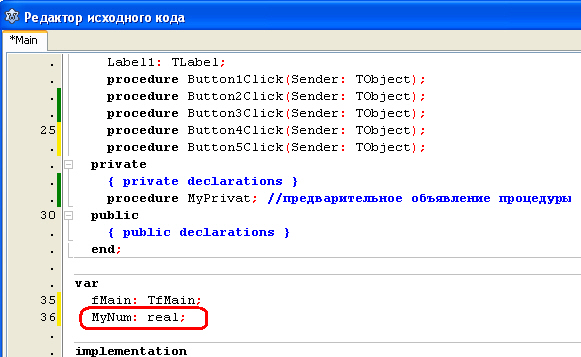 Редактор исходного кода
*Main
. Label1: TLabel;
. procedure Button1Click(Sender: TObject);
. procedure Button2Click(Sender: TObject);
. procedure Button3Click(Sender: TObject);
25 procedure Button4Click(Sender: TObject);
. procedure Button5Click(Sender: TObject);
. private
. { private declarations }
. procedure MyPrivat; //предварительное объявление процедуры
30 public
. { public declarations }
. end;
.
. var
35 fMain: TfMain;
36 MyNum: real;
.
. implementation